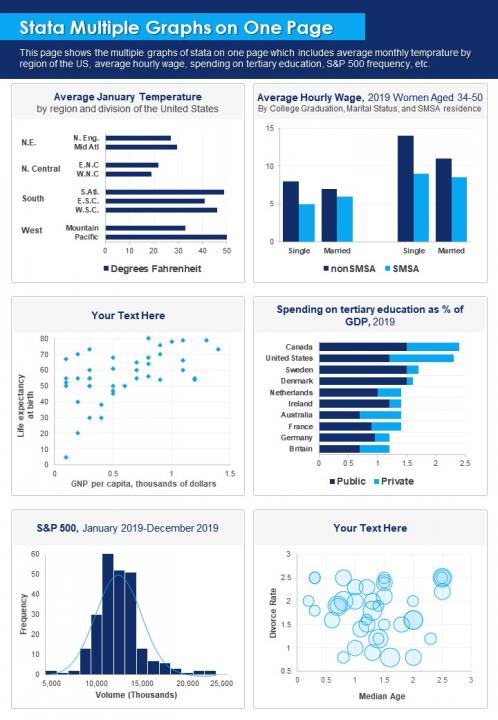 Stata Multiple Graphs on One Page
This page shows the multiple graphs of stata on one page which includes average monthly temprature by
region of the US, average hourly wage, spending on tertiary education, S&P 500 frequency, etc.
Average January Temperature
by region and division of the United States
N.E.
N. Eng.
Mid Atl
N. Central
E.N.C
W.N.C
South
S.Atl.
E.S.C.
W.S.C.
West
Mountain
Pacific
0 10 20 30 40 50
Degrees Fahrenheit
Average Hourly Wage, 2019 Women Aged 34-50
By College Graduation, Marital Status, and SMSA residence
15
10
5
0
Single Married Single Married
nonSMSA SMSA
Your Text Here
Life expectancy
at birth
80
70
60
50
40
30
20
10
0
0 0.5 1 1.5
GNP per capita, thousands of dollars
Spending on tertiary education as % of
GDP, 2019
Canada
United States
Sweden
Denmark
Netherlands
Ireland
Australia
France
Germany
Britain
0 0.5 1 1.5 2 2.5
Public Private
S&P 500, January 2019-December 2019
Frequency
60
50
40
30
20
10
0
5,000 10,000 15,000 20,000 25,000
Volume (Thousands)
Your Text Here
Divorce Rate
3
2.5
2
1.5
1
0.5
0 0.5 1 1.5 2 2.5 3
Median Age